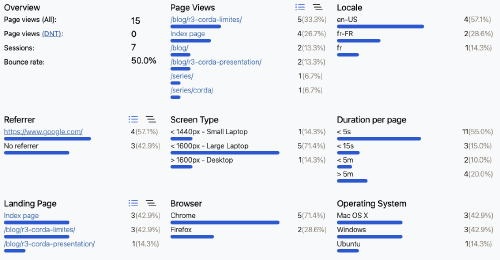 Overview
Page views (All): 15
Page views (DNT): 0
Sessions: 7
Bounce rate: 50.0%
Page Views
/blog/r3-corda-limites/ 5(33.3%)
Index page 4(26.7%)
/blog/ 2(13.3%)
/blog/r3-corda-presentation/ 2(13.3%)
/series/ 1(6.7%)
/series/corda/ 1(6.7%)
Locale
en-US 4(57.1%)
fr-FR 2(28.6%)
fr 1(14.3%)
Referrer
https://www.google.com/ 4(57.1%)
No referrer 3(42.9%)
Screen Type
< 1440px - Small Laptop 1(14.3%)
< 1600px - Large Laptop 5(71.4%)
> 1600px - Desktop 1(14.3%)
Duration per page
< 5s 11(55.0%)
< 15s 3(15.0%)
< 5m 2(10.0%)
> 5m 4(20.0%)
Landing Page
Index page 3(42.9%)
/blog/r3-corda-limites/ 3(42.9%)
/blog/r3-corda-presentation/ 1(14.3%)
Browser
Chrome 5(71.4%)
Firefox 2(28.6%)
Operating System
Mac OS X 3(42.9%)
Windows 3(42.9%)
Ubuntu 1(14.3%)